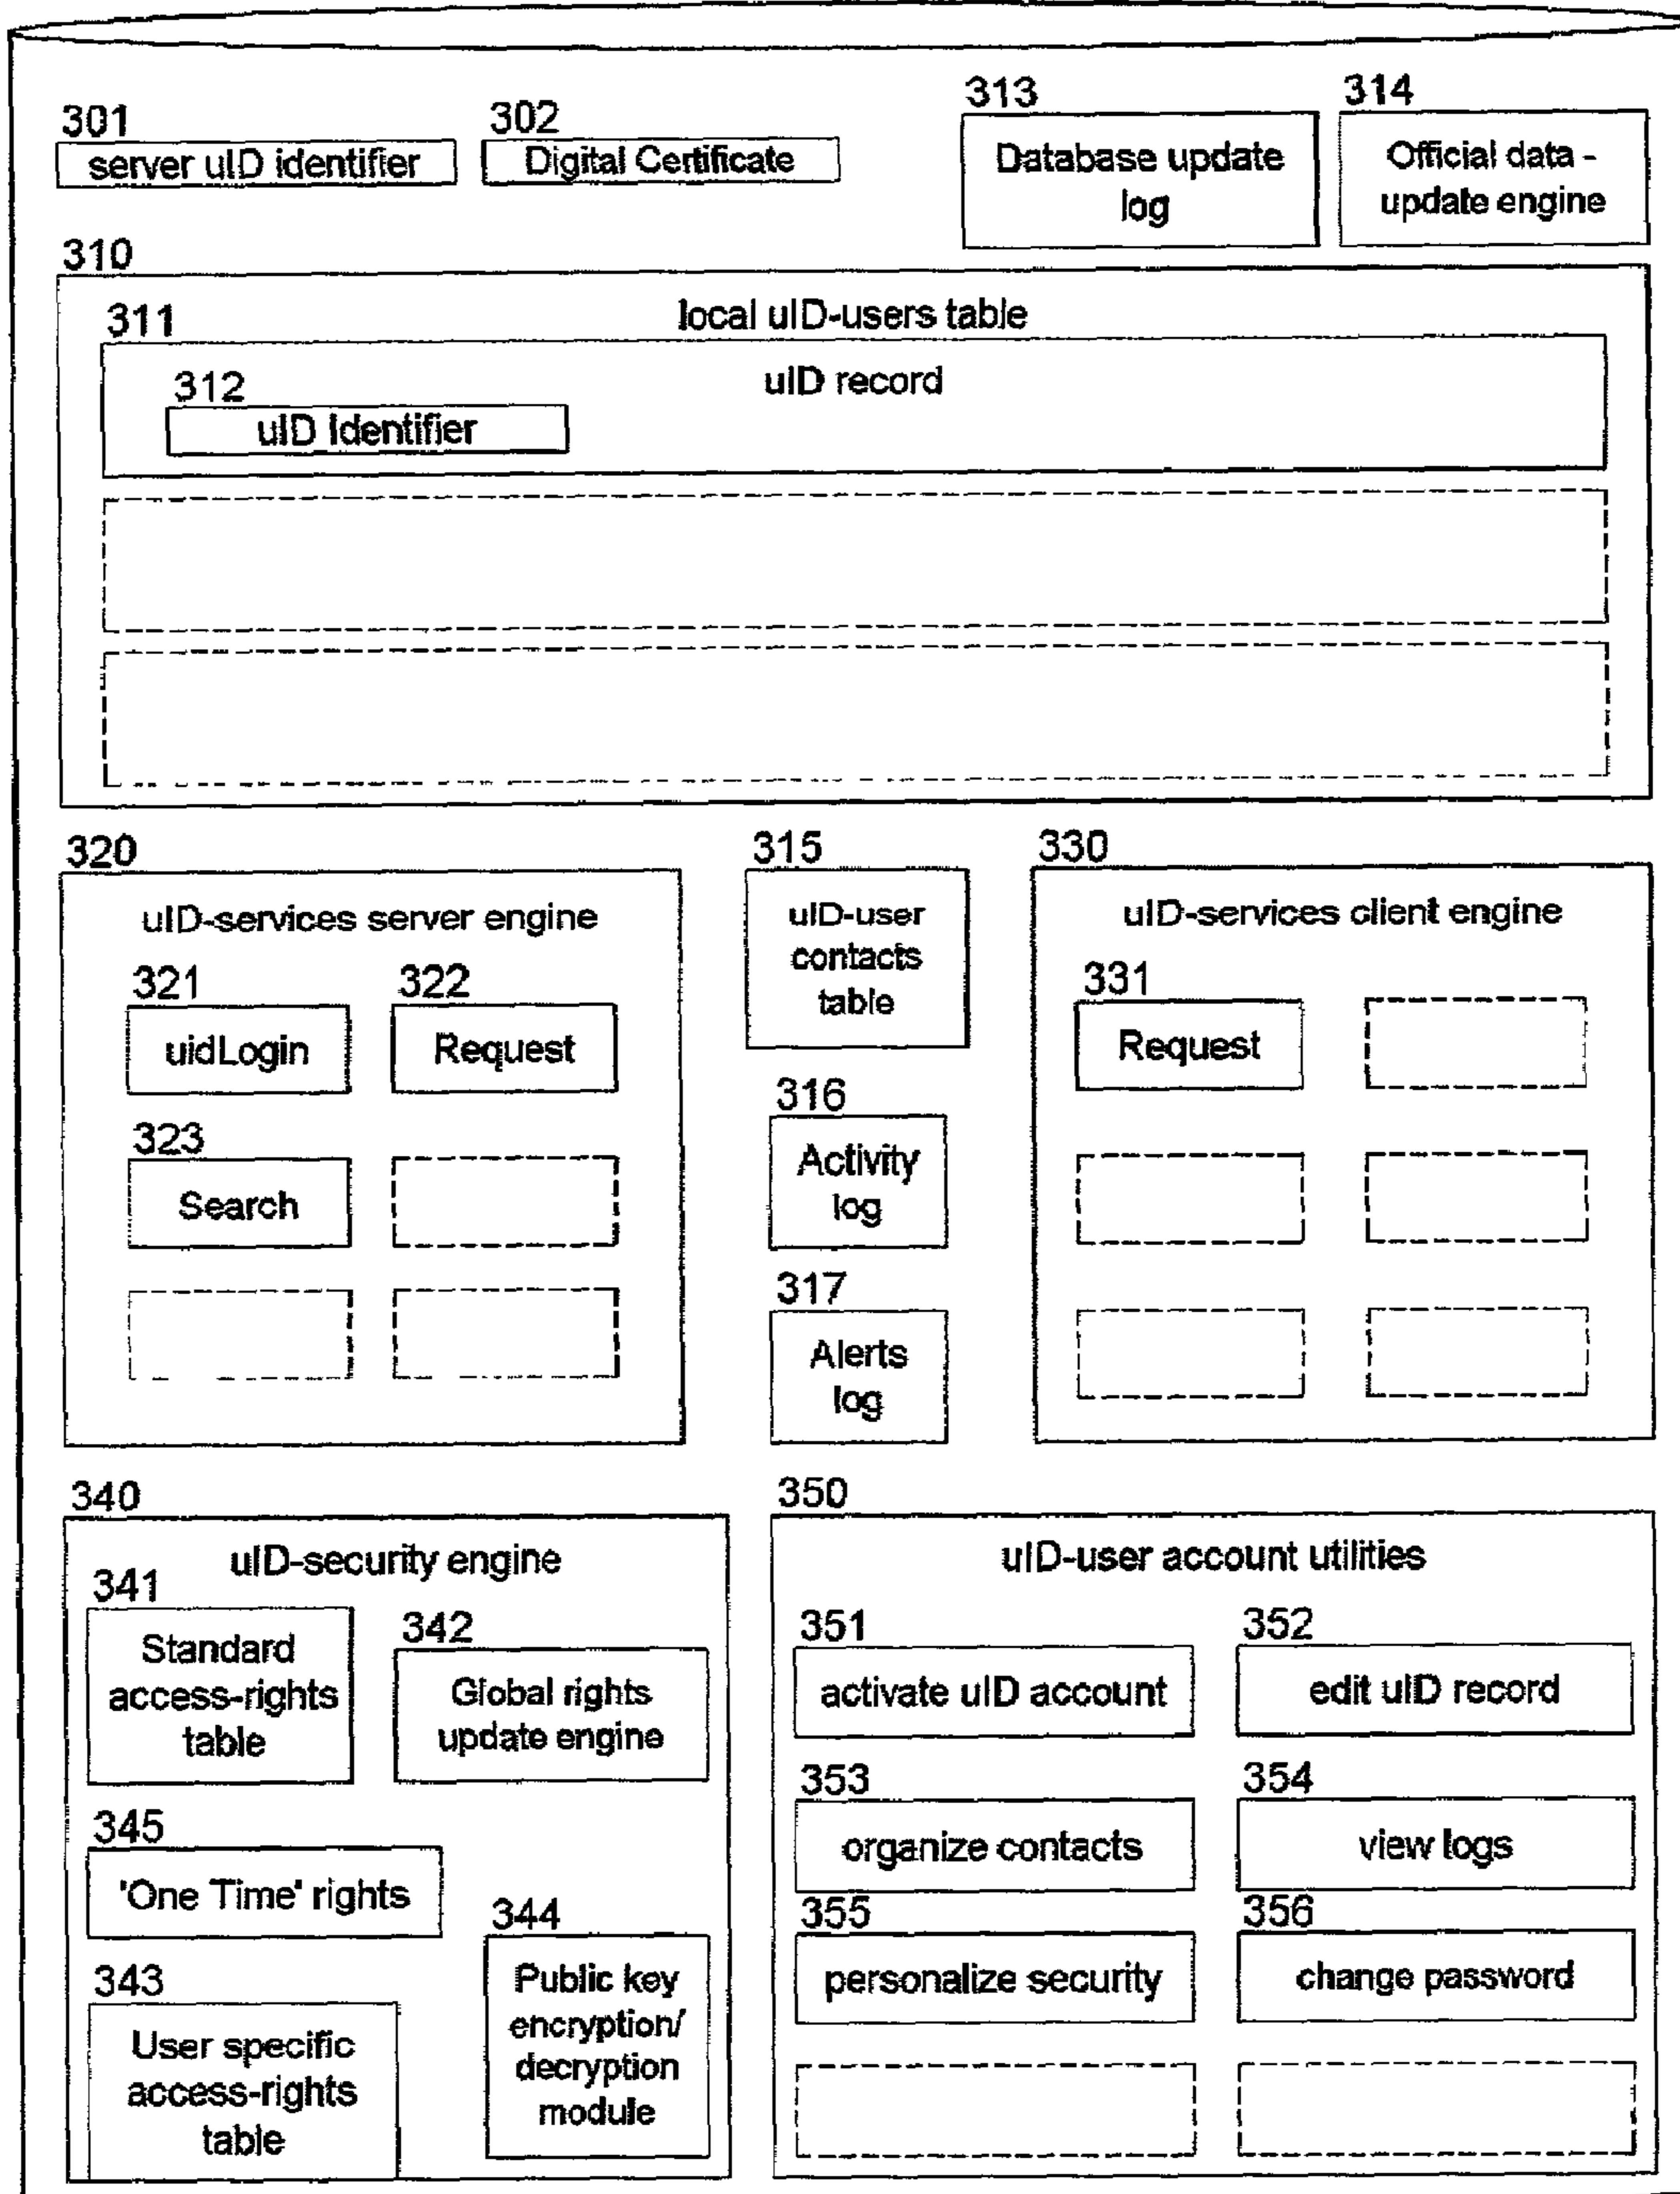 301
server uID identifier
302
Digital Certificate
313
Database update
log
314
Official data -
update engine
310
local uID-users table
311
uID record
312
uID Identifier
320
uID-services server engine
321
uidLogin
322
Request
323
Search
315
uID-user
contacts
table
316
Activity
log
317
Alerts
log
330
uID-services client engine
331
Request
340
uID-security engine
341
Standard
access-rights
table
342
Global rights
update engine
345
'One Time' rights
344
Public key
encryption/
decryption
module
343
User specific
access-rights
table
350
uID-user account utilities
351
activate uID account
352
edit uID record
353
organize contacts
354
view logs
355
personalize security
356
change password